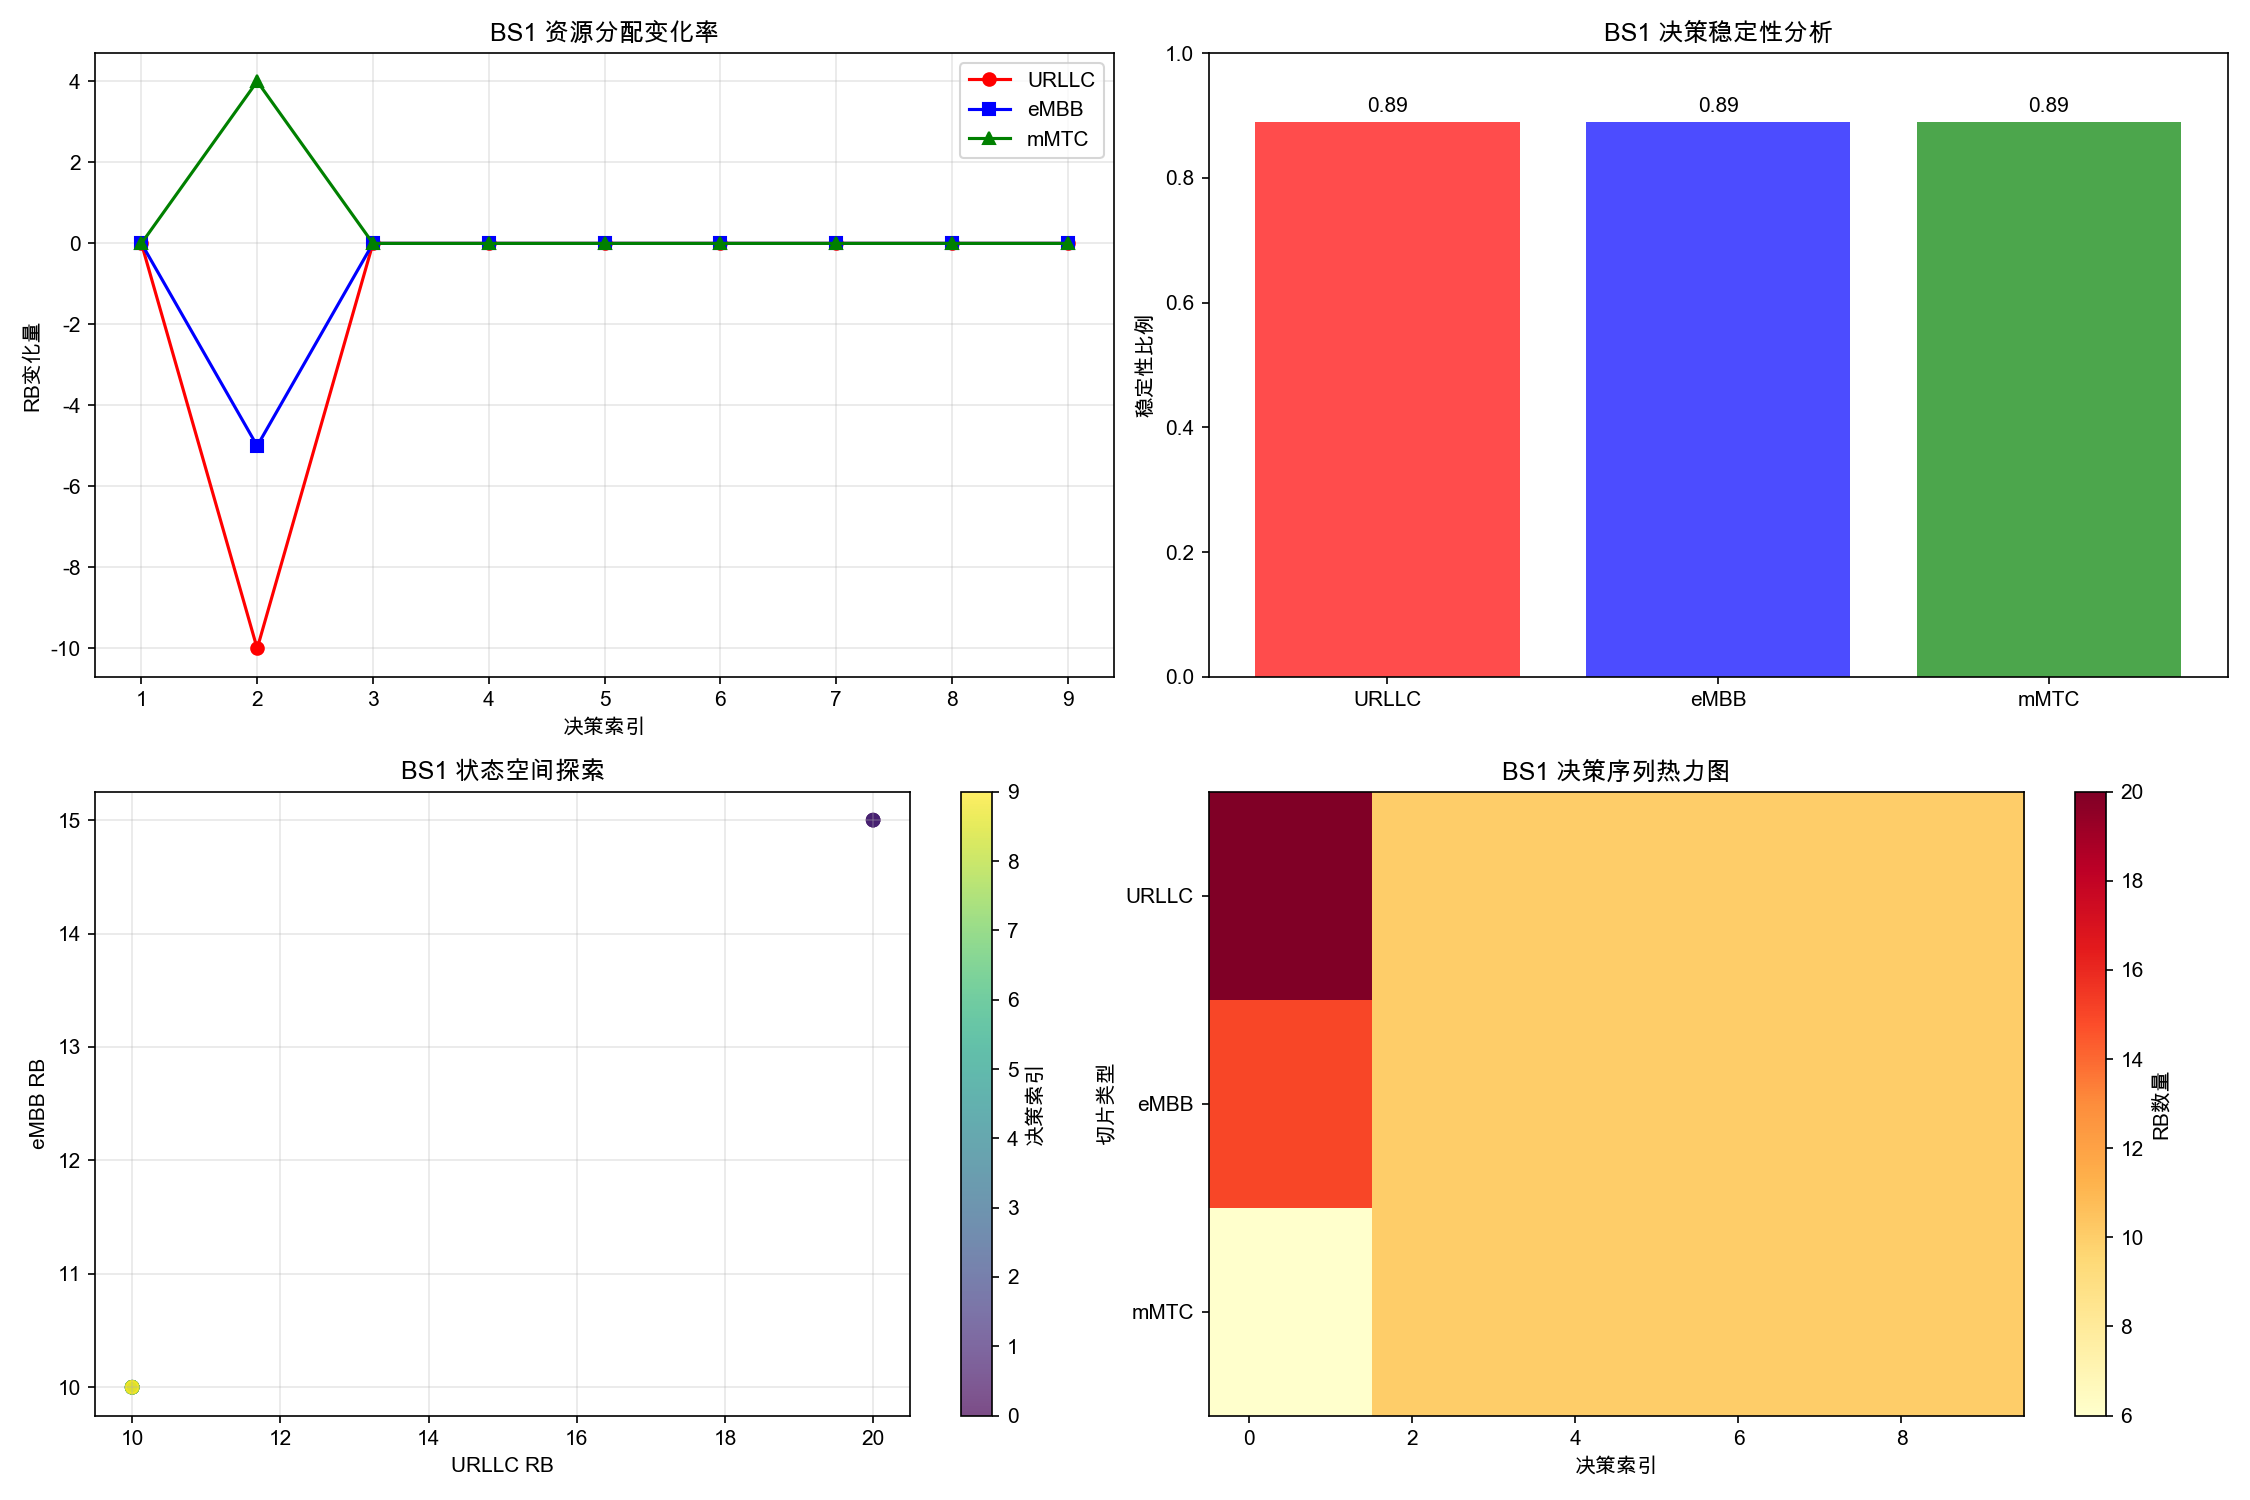 BS1 资源分配变化率
4
2
0
-2
-4
-6
-8
-10
RB变化量
URLLC
eMBB
mMTC
1 2 3 4 5 6 7 8 9
决策索引
BS1 决策稳定性分析
1.0
0.8
0.6
0.4
0.2
0.0
稳定性比例
0.89 0.89 0.89
URLLC eMBB mMTC
BS1 状态空间探索
15
14
13
12
11
10
eMBB RB
10 12 14 16 18 20
URLLC RB
9
8
7
6
5
4
3
2
1
0
决策索引
BS1 决策序列热力图
切片类型
URLLC
eMBB
mMTC
0 2 4 6 8
决策索引
20
18
16
14
12
10
8
6
RB数量